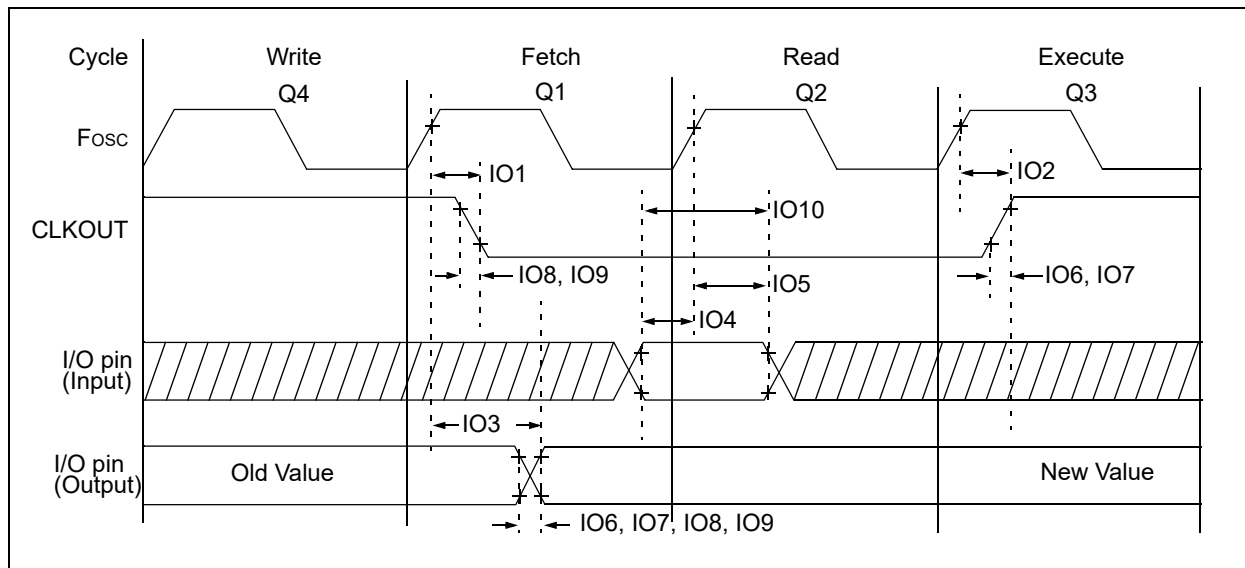 Cycle Write Fetch Read Execute
Q4 Q1 Q2 Q3
Fosc
IO1 IO2
CLKOUT IO10
IO8, IO9 IO5 IO6, IO7
IO4
I/O pin
(Input)
IO3
I/O pin
(Output) Old Value New Value
IO6, IO7, IO8, IO9